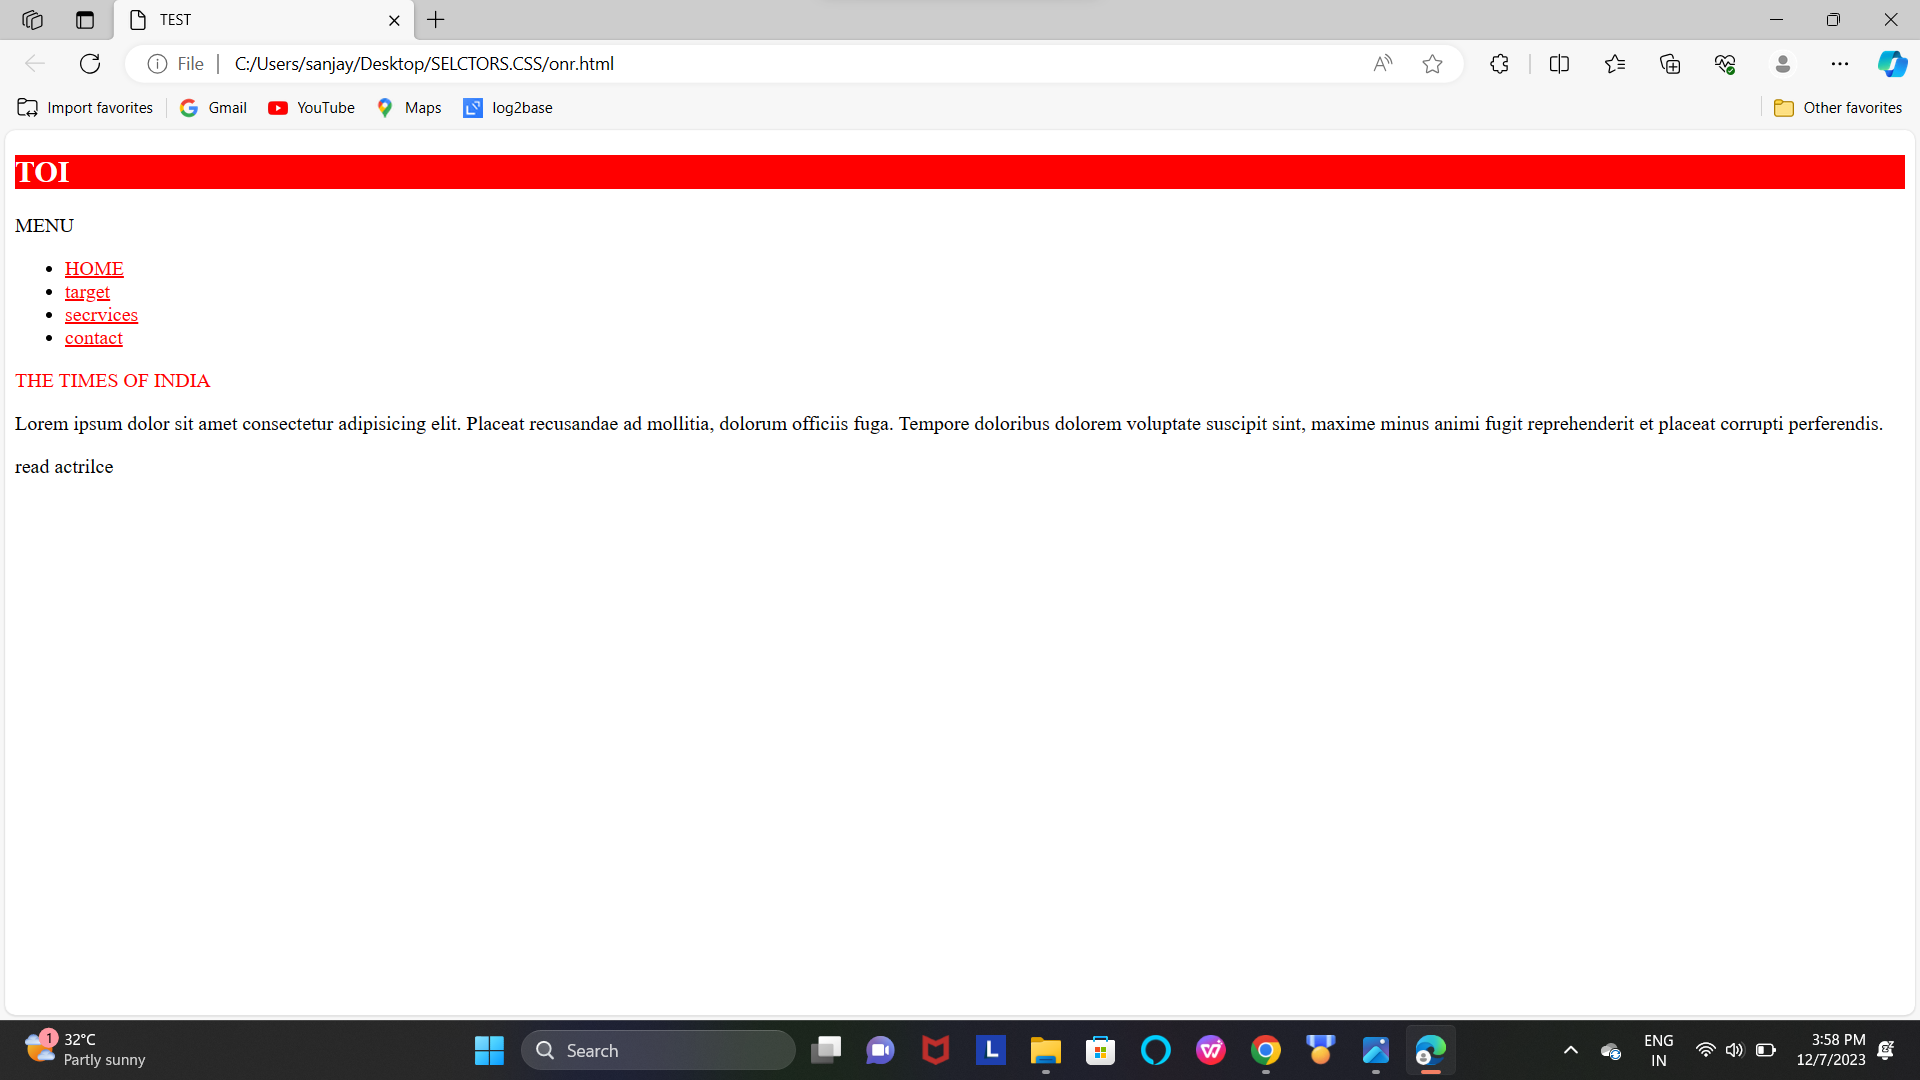 TEST
File
C:/Users/sanjay/Desktop/SELCTORS.CSS/onr.html
Import favorites
Gmail
YouTube
Maps
log2base
Other favorites
TOI
MENU
HOME
target
secrvices
contact
THE TIMES OF INDIA
Lorem ipsum dolor sit amet consectetur adipisicing elit. Placeat recusandae ad mollitia, dolorum officiis fuga. Tempore doloribus dolorem voluptate suscipit sint, maxime minus animi fugit reprehenderit et placeat corrupti perferendis.
read actrilce
1
32°C
Partly sunny
Search
L
ENG
IN
3:58 PM
12/7/2023